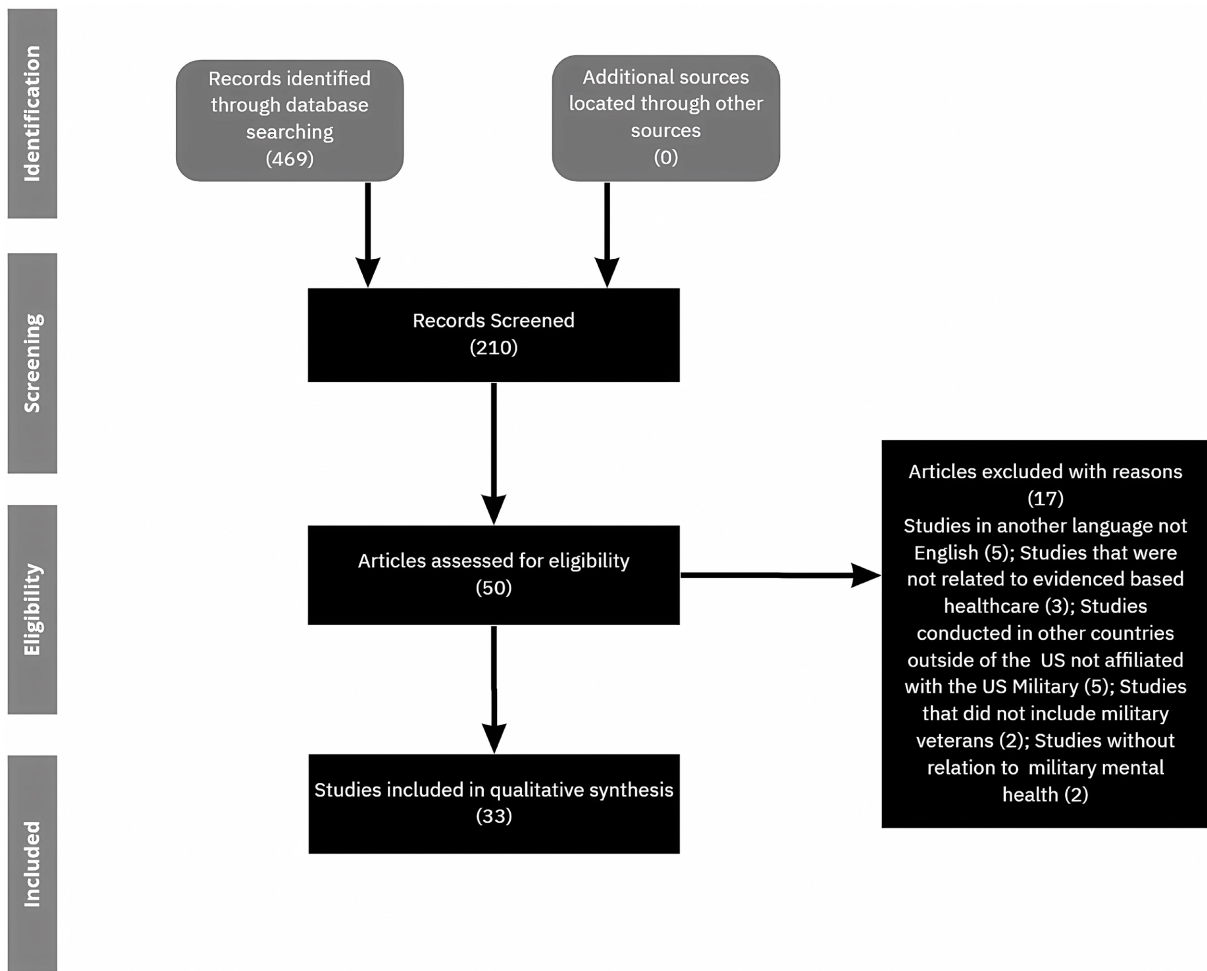 Identification
Records identified
through database
searching
(469)
Additional sources
located through other
sources
(0)
Screening
Records Screened
(210)
Eligibility
Articles assessed for eligibility
(50)
Articles excluded with reasons
(17)
Studies in another language not
English (5); Studies that were
not related to evidenced based
healthcare (3); Studies
conducted in other countries
outside of the US not affiliated
with the US Military (5); Studies
that did not include military
veterans (2); Studies without
relation to military mental
health (2)
Included
Studies included in qualitative synthesis
(33)